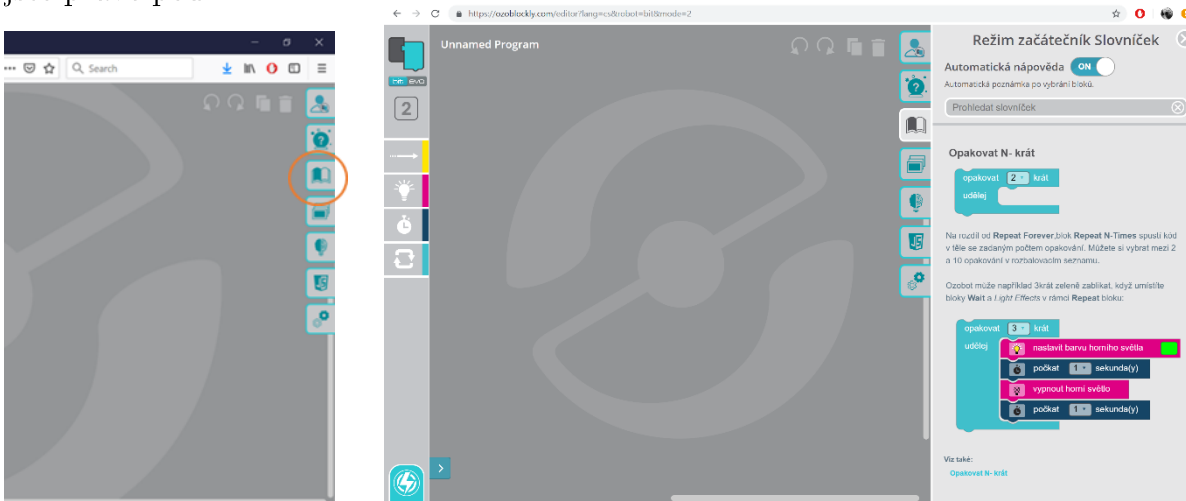 Search
https://ozoblockly.com/editor?lang=cs&robot=bit&mode=2
Unnamed Program
bit evo
2
Režim začátečník Slovníček
Automatická nápověda ON
Automatická poznámka po vybrání bloků.
Prohledat slovníček
Opakovat N- krát
opakovat 2 krát
udělej
Na rozdíl od Repeat Forever,blok Repeat N-Times spustí kód
v těle se zadaným počtem opakování. Můžete si vybrat mezi 2
a 10 opakování v rozbalovacím seznamu.
Ozobot může například 3krát zeleně zablikat, když umístíte
bloky Wait a Light Effects v rámci Repeat bloku:
opakovat 3 krát
udělej
nastavit barvu horního světla
počkat 1 sekunda(y)
vypnout horní světlo
počkat 1 sekunda(y)
Viz také:
Opakovat N- krát